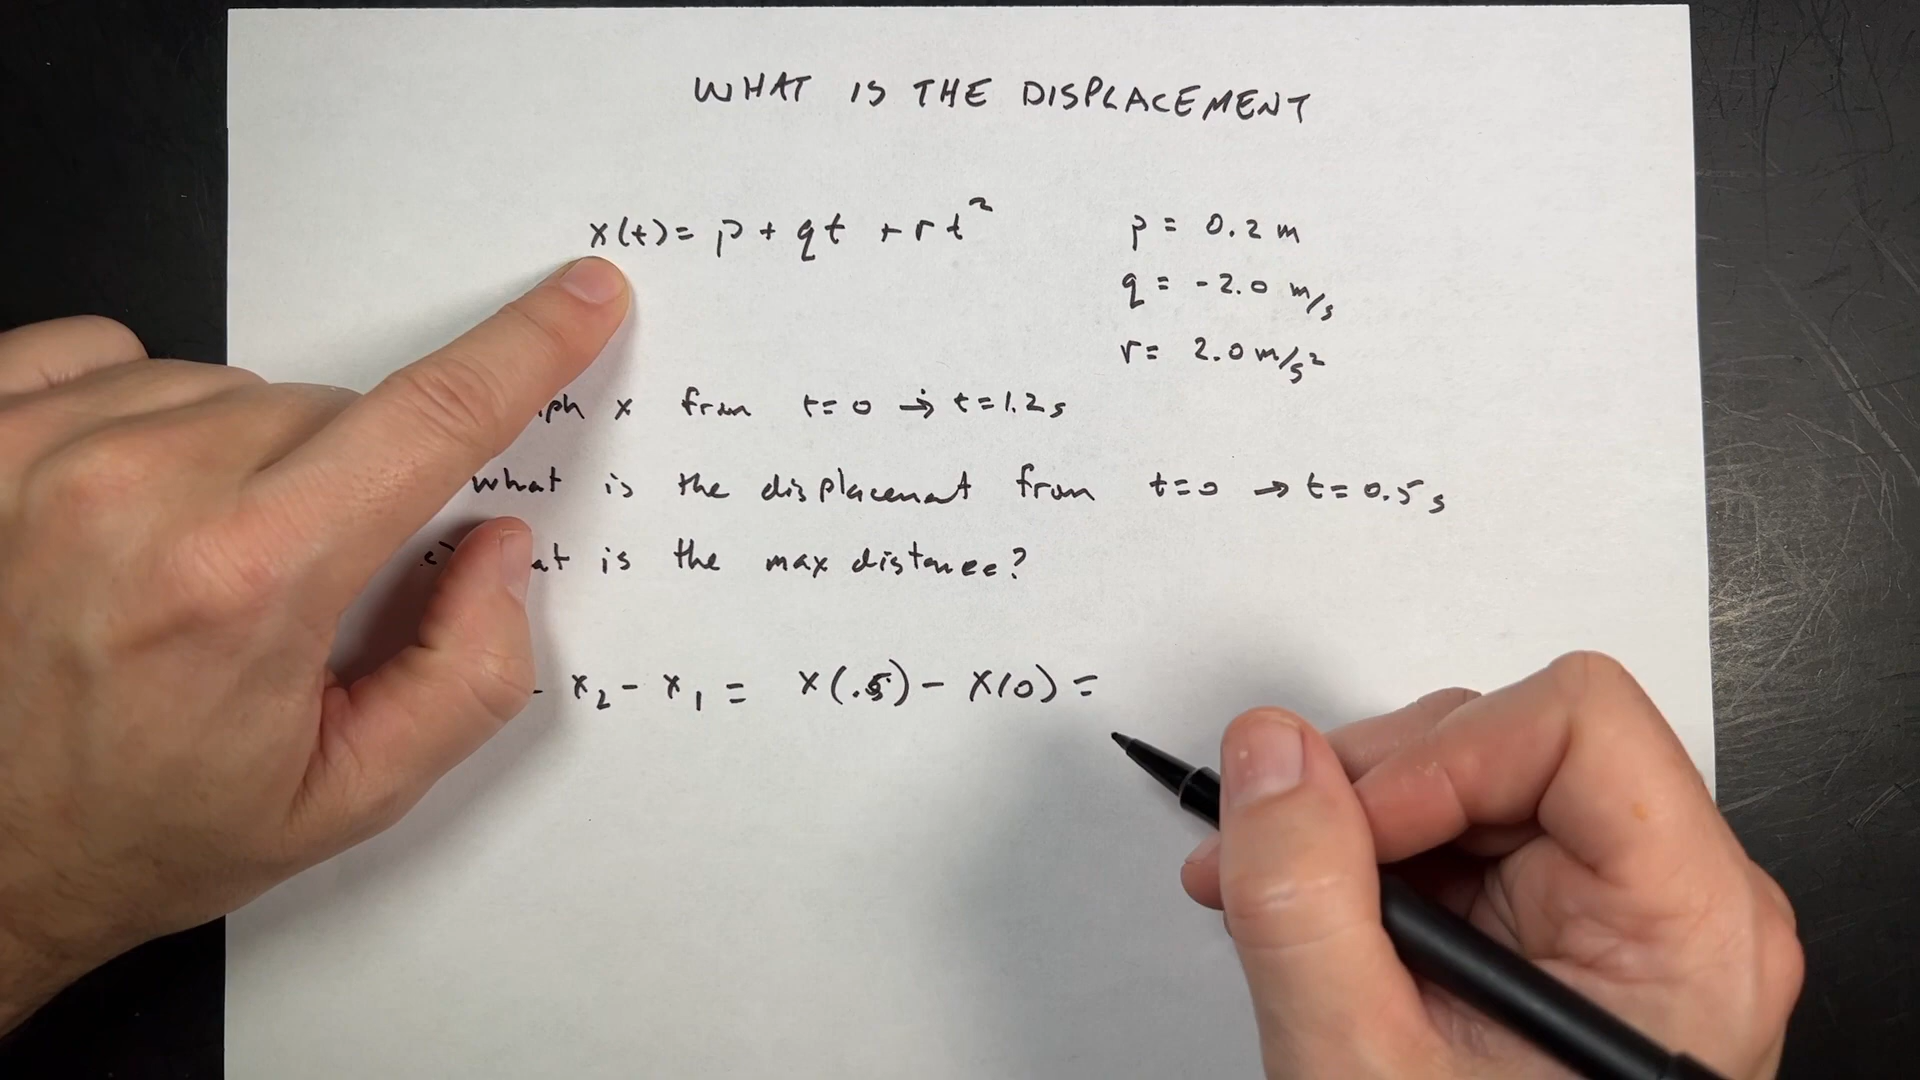 WHAT IS THE DISPLACEMENT
x(t) = p + qt + rt²
p = 0.2 m
q = -2.0 m/s
r = 2.0 m/s²
x from t=0 → t=1.2s
what is the displacement from t=0 → t=0.5s
c) is the max distance?
x₂ - x₁ = x(.5) - x(0) =